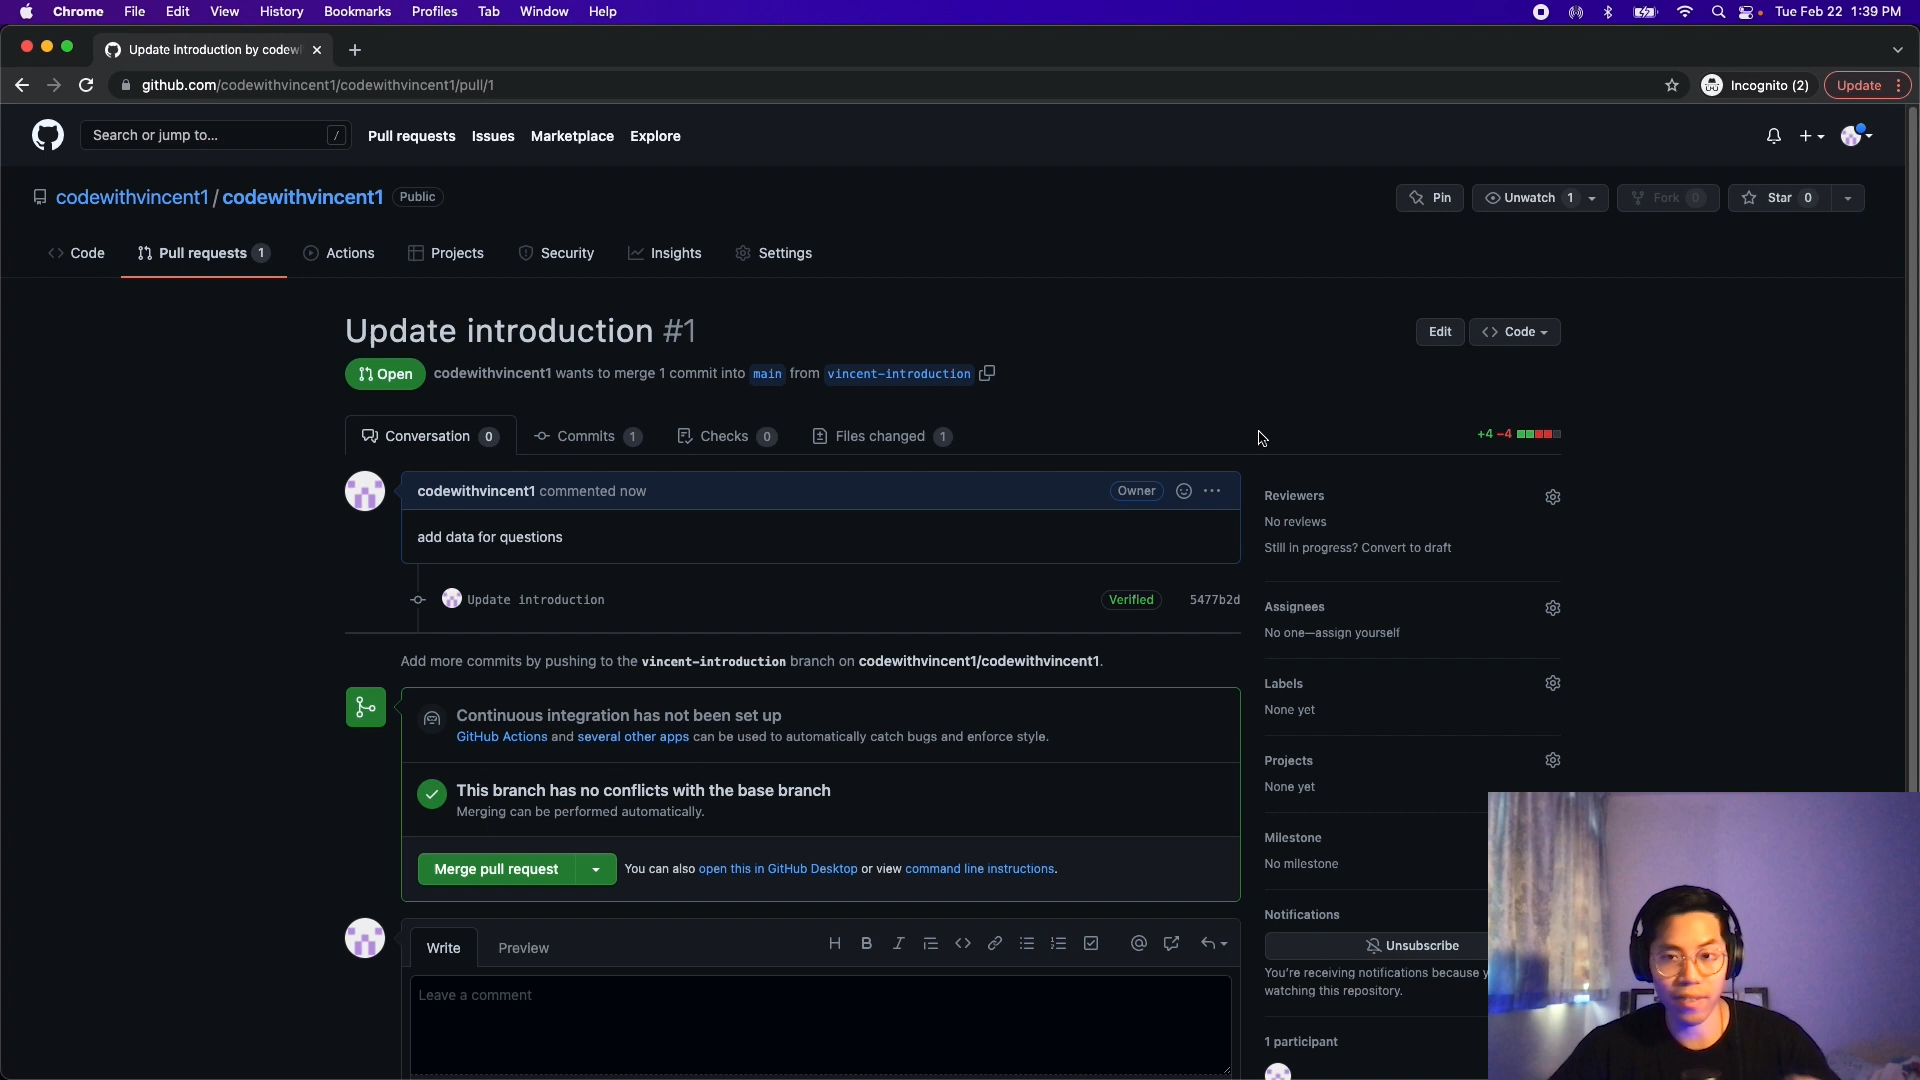 Chrome File Edit View History Bookmarks Profiles Tab Window Help
Tue Feb 22 1:39 PM
Update introduction by codew
github.com/codewithvincent1/codewithvincent1/pull/1
Incognito (2)
Update
Search or jump to...
/
Pull requests Issues Marketplace Explore
codewithvincent1 / codewithvincent1 Public
Pin
Unwatch 1
Fork 0
Star 0
Code
Pull requests 1
Actions
Projects
Security
Insights
Settings
Update introduction #1
Edit
Code
Open
codewithvincent1 wants to merge 1 commit into main from vincent-introduction
Conversation 0
Commits 1
Checks 0
Files changed 1
+4 −4
codewithvincent1 commented now
Owner
add data for questions
Update introduction
Verified
5477b2d
Add more commits by pushing to the vincent-introduction branch on codewithvincent1/codewithvincent1.
Continuous integration has not been set up
GitHub Actions and several other apps can be used to automatically catch bugs and enforce style.
This branch has no conflicts with the base branch
Merging can be performed automatically.
Merge pull request
You can also open this in GitHub Desktop or view command line instructions.
Write
Preview
H B I
Leave a comment
Reviewers
No reviews
Still in progress? Convert to draft
Assignees
No one—assign yourself
Labels
None yet
Projects
None yet
Milestone
No milestone
Notifications
Unsubscribe
You're receiving notifications because y
watching this repository.
1 participant